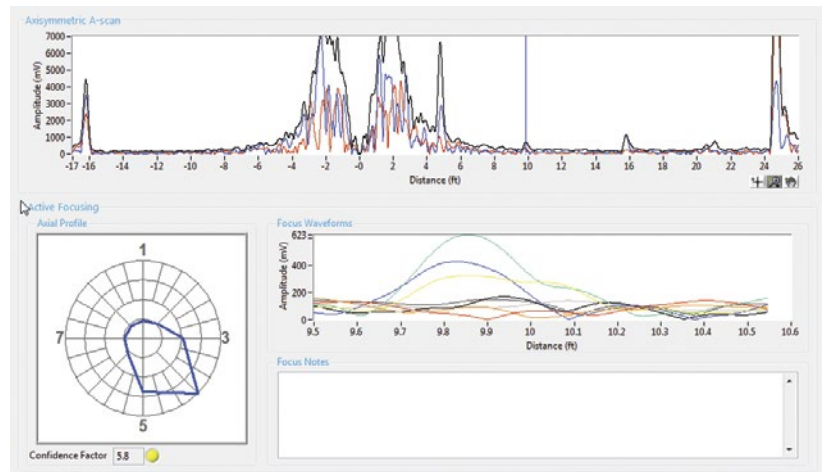 Axisymmetric A-scan
7000
6000
5000
4000
3000
2000
1000
0
Amplitude (mV)
-17 -16 -14 -12 -10 -8 -6 -4 -2 -0 2 4 6 8 10 12 14 16 18 20 22 24 26
Distance (ft)
Active Focusing
Axial Profile
1
3
5
7
Confidence Factor 5.8
Focus Waveforms
623
400
200
0
Amplitude (mV)
9.5 9.6 9.7 9.8 9.9 10 10.1 10.2 10.3 10.4 10.5 10.6
Distance (ft)
Focus Notes